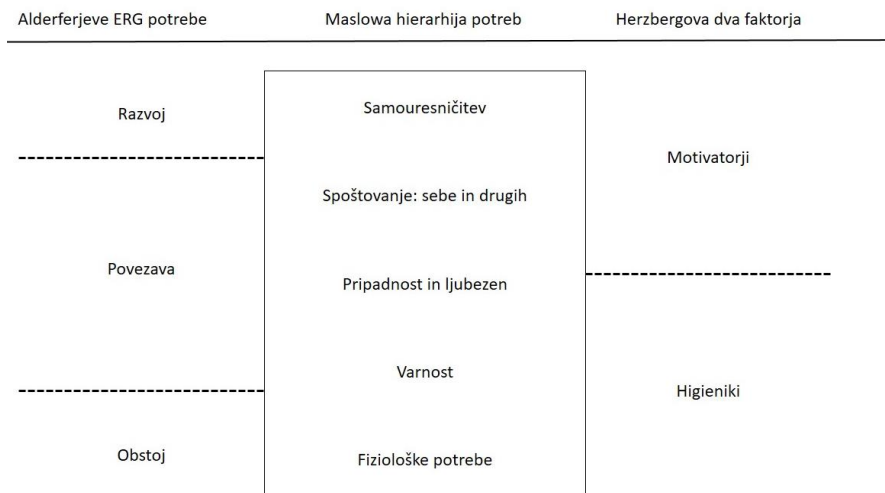 Alderferjeve ERG potrebe
Maslowa hierarhija potreb
Herzbergova dva faktorja
Razvoj
Samouresničitev
Motivatorji
Spoštovanje: sebe in drugih
Povezava
Pripadnost in ljubezen
Varnost
Higieniki
Obstoj
Fiziološke potrebe